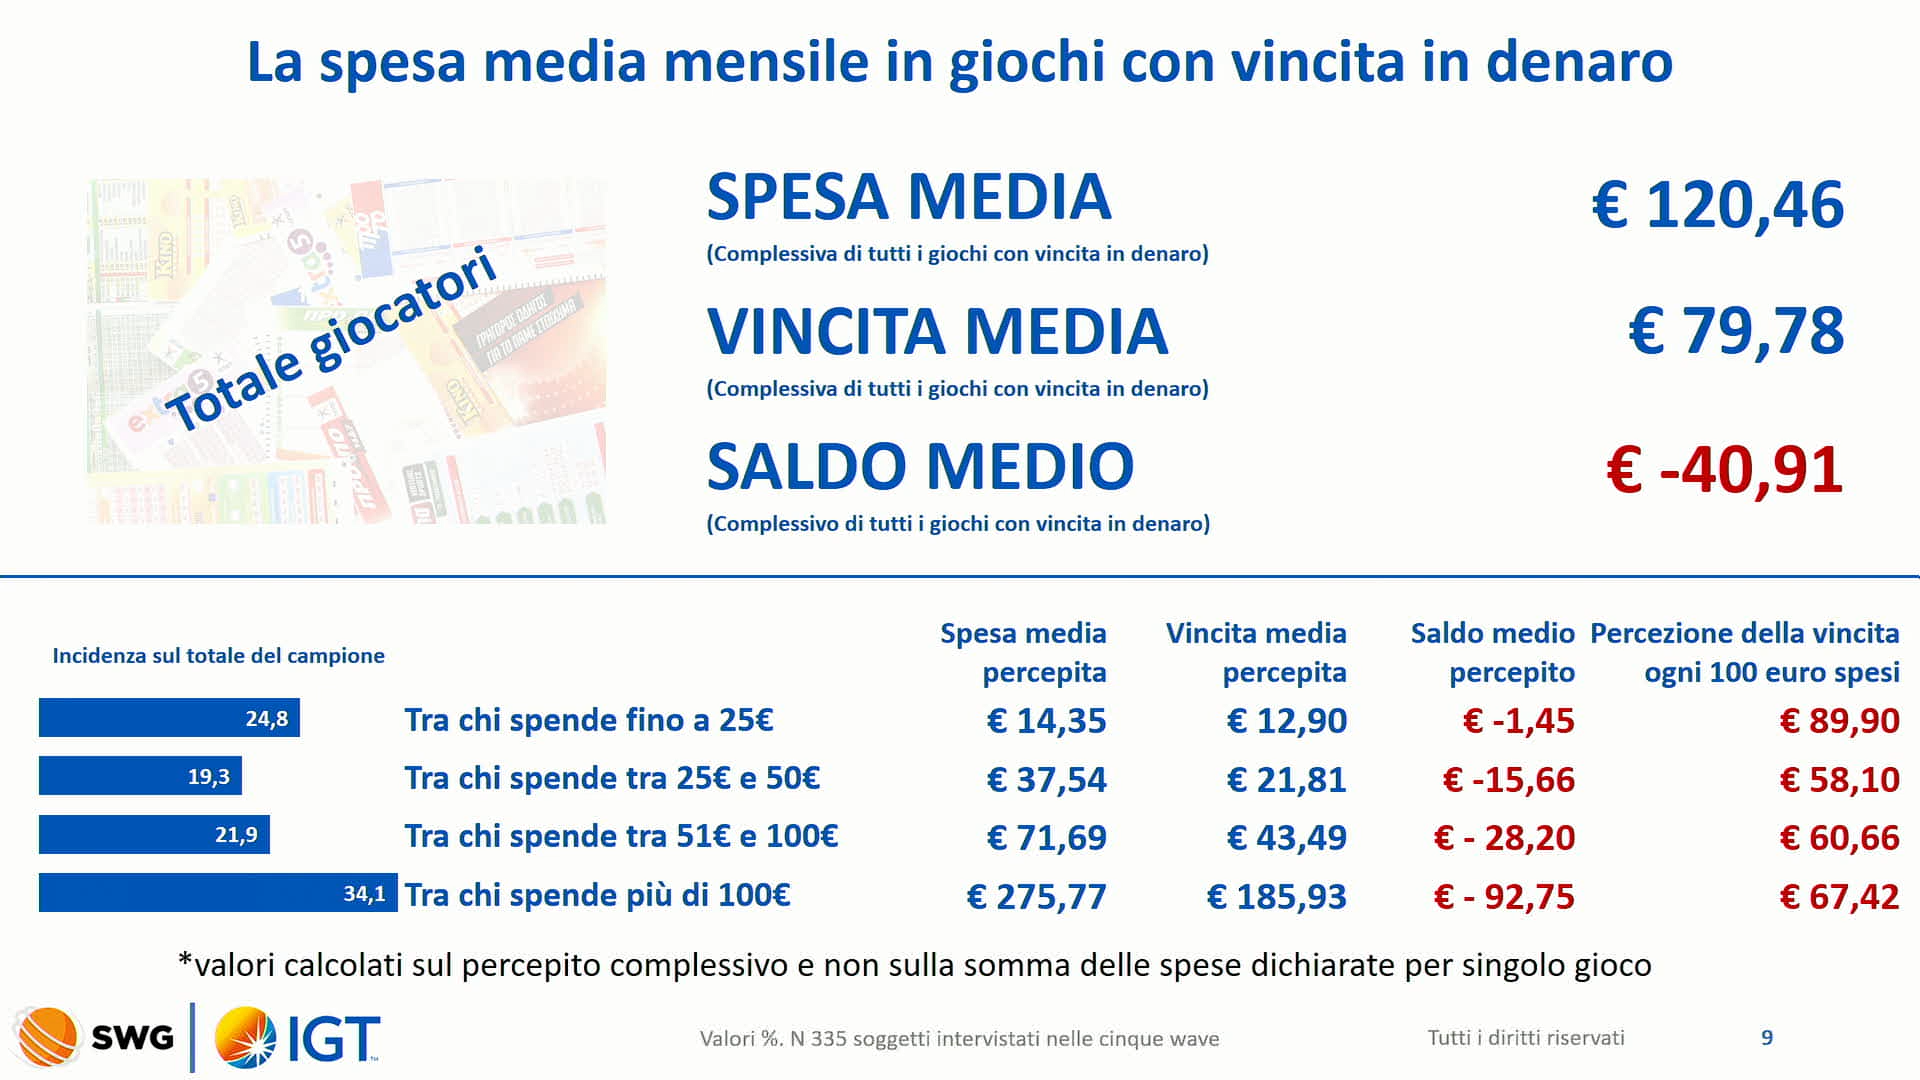 La spesa media mensile in giochi con vincita in denaro
Totale giocatori
SPESA MEDIA
€ 120,46
(Complessiva di tutti i giochi con vincita in denaro)
VINCITA MEDIA
€ 79,78
(Complessiva di tutti i giochi con vincita in denaro)
SALDO MEDIO
€ -40,91
(Complessivo di tutti i giochi con vincita in denaro)
Incidenza sul totale del campione
Spesa media percepita
Vincita media percepita
Saldo medio percepito
Percezione della vincita ogni 100 euro spesi
24,8 Tra chi spende fino a 25€ € 14,35 € 12,90 € -1,45 € 89,90
19,3 Tra chi spende tra 25€ e 50€ € 37,54 € 21,81 € -15,66 € 58,10
21,9 Tra chi spende tra 51€ e 100€ € 71,69 € 43,49 € - 28,20 € 60,66
34,1 Tra chi spende più di 100€ € 275,77 € 185,93 € - 92,75 € 67,42
*valori calcolati sul percepito complessivo e non sulla somma delle spese dichiarate per singolo gioco
SWG IGT
Valori %. N 335 soggetti intervistati nelle cinque wave
Tutti i diritti riservati
9